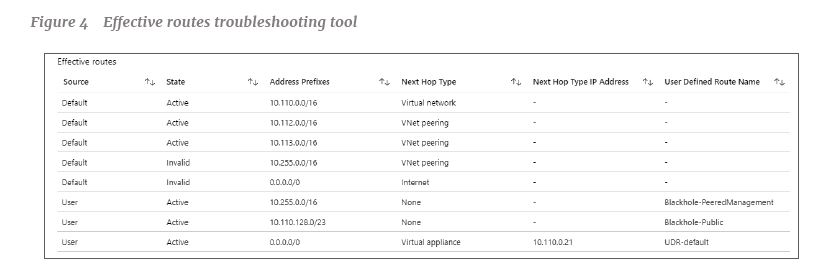 Figure 4 Effective routes troubleshooting tool
Effective routes
Source State Address Prefixes Next Hop Type Next Hop Type IP Address User Defined Route Name
Default Active 10.110.0.0/16 Virtual network - -
Default Active 10.112.0.0/16 VNet peering - -
Default Active 10.113.0.0/16 VNet peering - -
Default Invalid 10.255.0.0/16 VNet peering - -
Default Invalid 0.0.0.0/0 Internet - -
User Active 10.255.0.0/16 None - Blackhole-PeeredManagement
User Active 10.110.128.0/23 None - Blackhole-Public
User Active 0.0.0.0/0 Virtual appliance 10.110.0.21 UDR-default